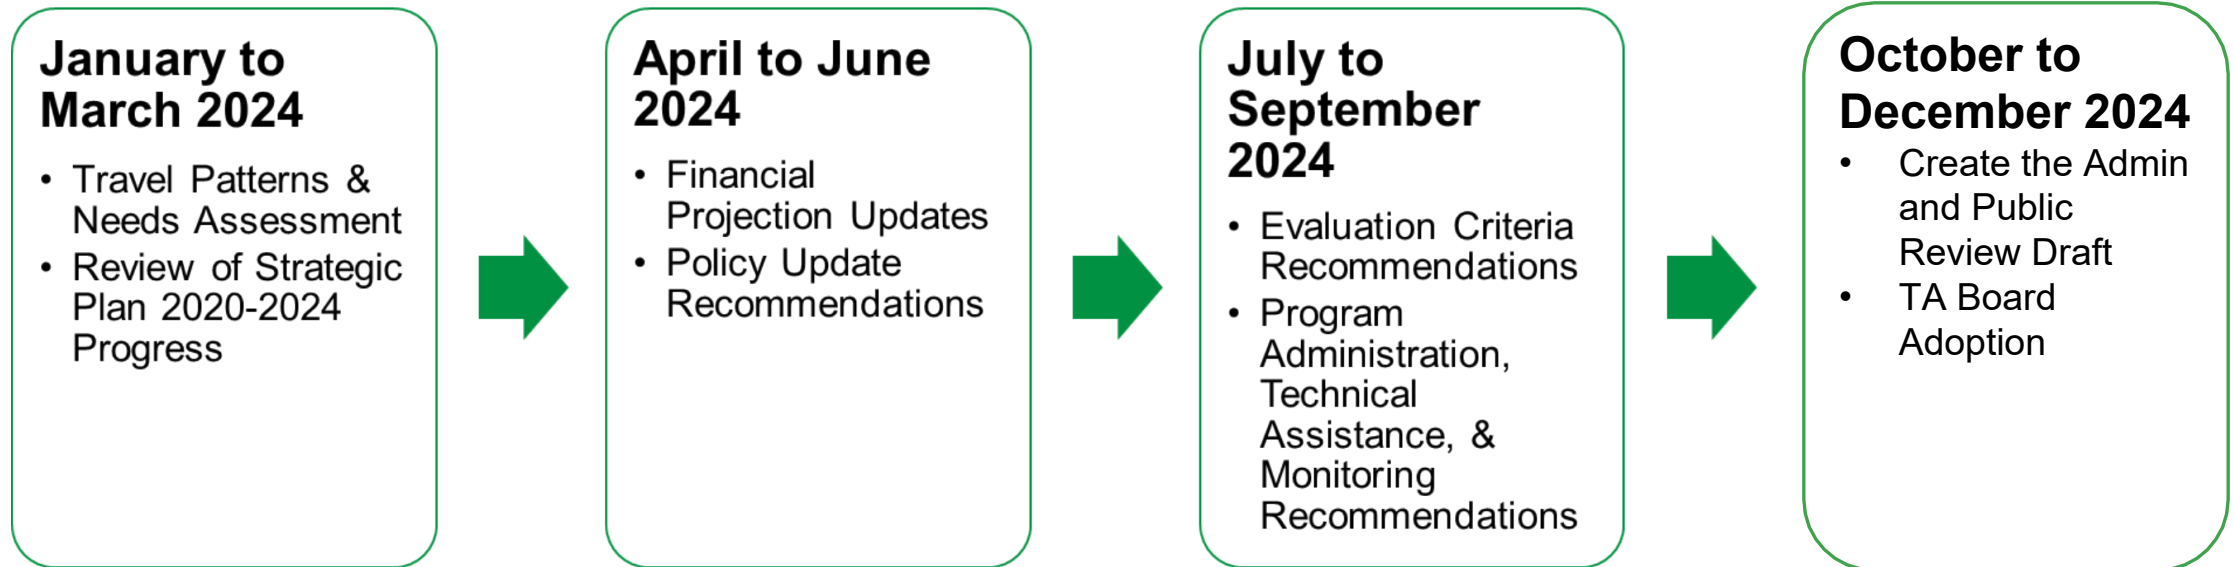 January to
March 2024
• Travel Patterns &
Needs Assessment
• Review of Strategic
Plan 2020-2024
Progress
April to June
2024
• Financial
Projection Updates
• Policy Update
Recommendations
July to
September
2024
• Evaluation Criteria
Recommendations
• Program
Administration,
Technical
Assistance, &
Monitoring
Recommendations
October to
December 2024
• Create the Admin
and Public
Review Draft
• TA Board
Adoption